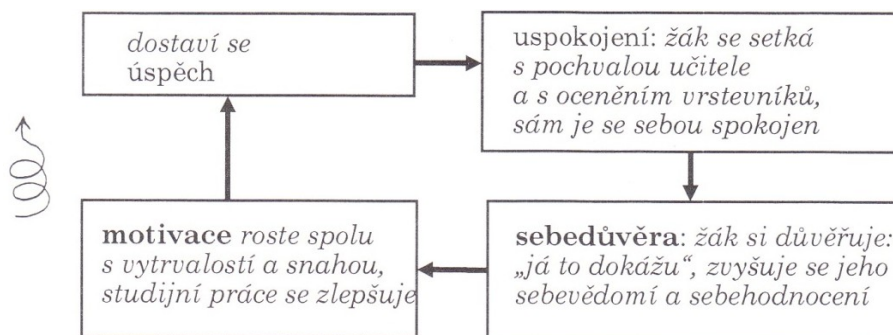 dostaví se
úspěch
uspokojení: žák se setká
s pochvalou učitele
a s oceněním vrstevníků,
sám je se sebou spokojen
motivace roste spolu
s vytrvalostí a snahou,
studijní práce se zlepšuje
sebedůvěra: žák si důvěřuje:
„já to dokážu“, zvyšuje se jeho
sebevědomí a sebehodnocení